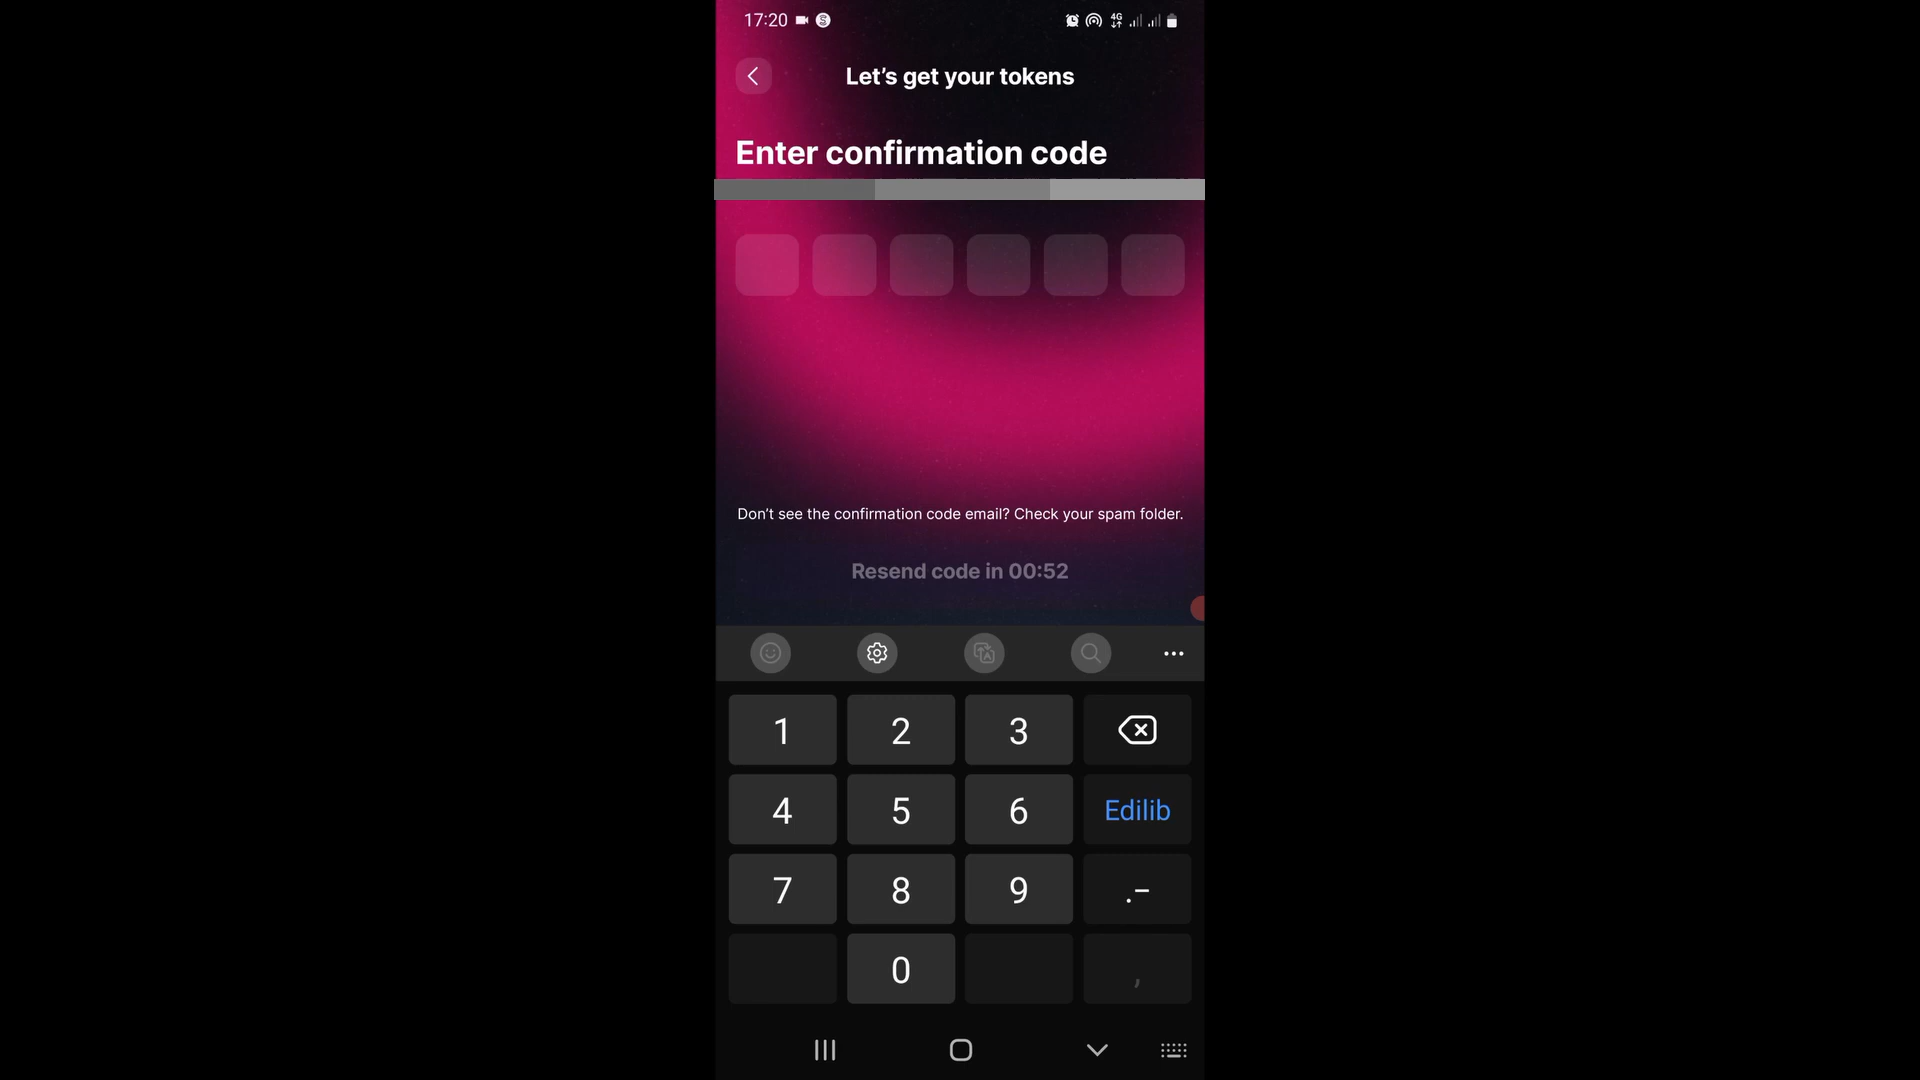 17:20
4G
Let’s get your tokens
Enter confirmation code
Don’t see the confirmation code email? Check your spam folder.
Resend code in 00:52
1 2 3
4 5 6 Edilib
7 8 9 .-
0 ,